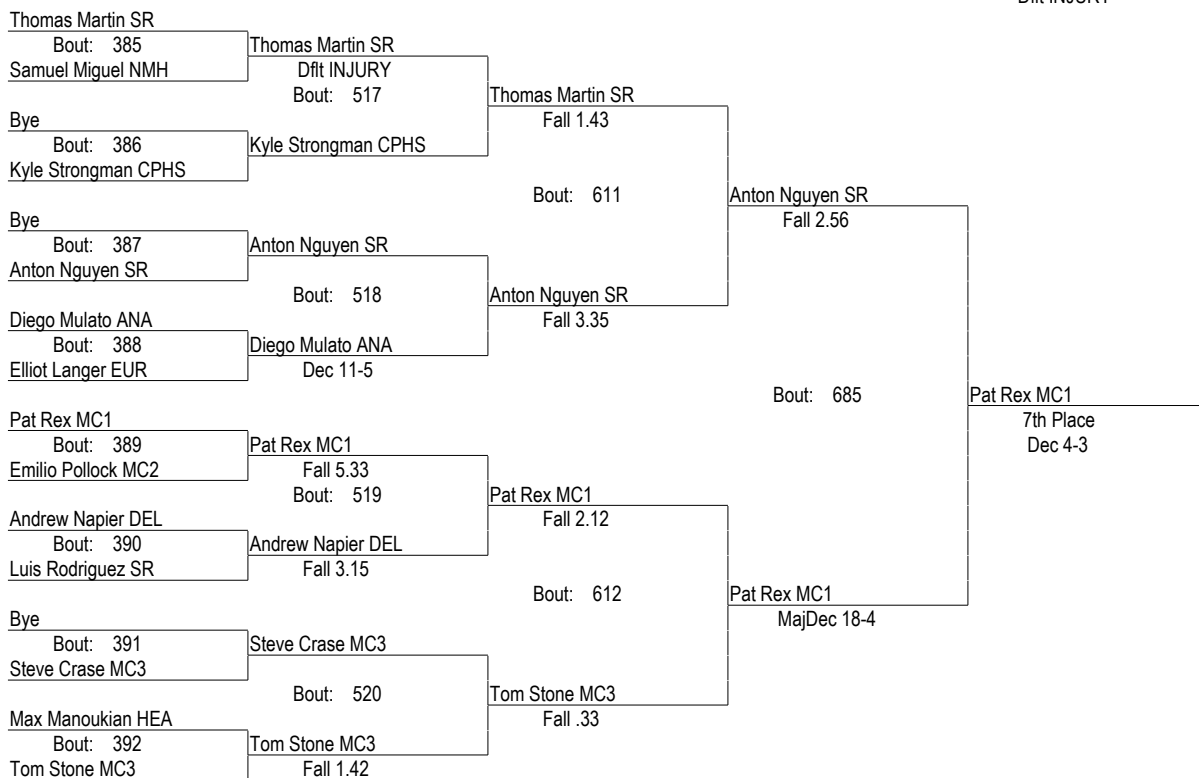 Dflt INJURY
Thomas Martin SR
Bout: 385
Thomas Martin SR
Samuel Miguel NMH
Dflt INJURY
Bout: 517
Thomas Martin SR
Bye
Fall 1.43
Bout: 386
Kyle Strongman CPHS
Kyle Strongman CPHS
Bout: 611
Anton Nguyen SR
Bye
Fall 2.56
Bout: 387
Anton Nguyen SR
Anton Nguyen SR
Bout: 518
Anton Nguyen SR
Diego Mulato ANA
Fall 3.35
Bout: 388
Diego Mulato ANA
Elliot Langer EUR
Dec 11-5
Bout: 685
Pat Rex MC1
Pat Rex MC1
7th Place
Bout: 389
Pat Rex MC1
Dec 4-3
Emilio Pollock MC2
Fall 5.33
Bout: 519
Pat Rex MC1
Andrew Napier DEL
Fall 2.12
Bout: 390
Andrew Napier DEL
Luis Rodriguez SR
Fall 3.15
Bout: 612
Pat Rex MC1
Bye
MajDec 18-4
Bout: 391
Steve Crase MC3
Steve Crase MC3
Bout: 520
Tom Stone MC3
Max Manoukian HEA
Fall .33
Bout: 392
Tom Stone MC3
Tom Stone MC3
Fall 1.42